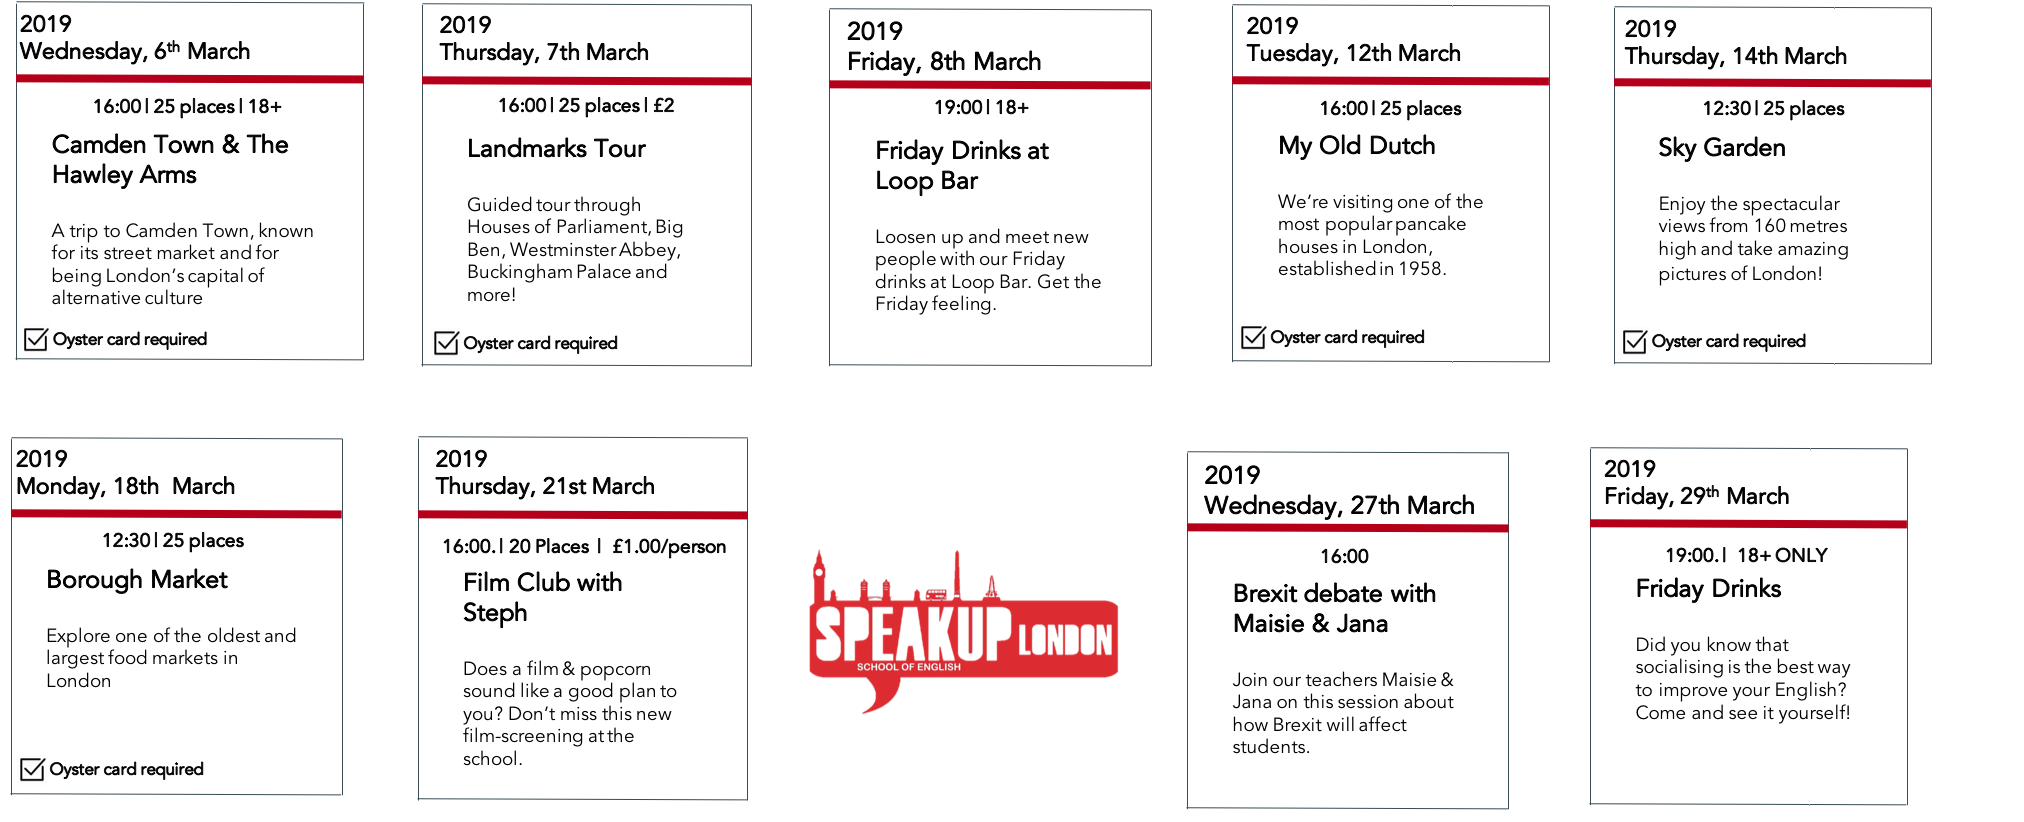 2019
Wednesday, 6th March
16:00 | 25 places | 18+
Camden Town & The
Hawley Arms
A trip to Camden Town, known
for its street market and for
being London's capital of
alternative culture
Oyster card required
2019
Thursday, 7th March
16:00 | 25 places | £2
Landmarks Tour
Guided tour through
Houses of Parliament, Big
Ben, Westminster Abbey,
Buckingham Palace and
more!
Oyster card required
2019
Friday, 8th March
19:00 | 18+
Friday Drinks at
Loop Bar
Loosen up and meet new
people with our Friday
drinks at Loop Bar. Get the
Friday feeling.
2019
Tuesday, 12th March
16:00 | 25 places
My Old Dutch
We're visiting one of the
most popular pancake
houses in London,
established in 1958.
Oyster card required
2019
Thursday, 14th March
12:30 | 25 places
Sky Garden
Enjoy the spectacular
views from 160 metres
high and take amazing
pictures of London!
Oyster card required
2019
Monday, 18th March
12:30 | 25 places
Borough Market
Explore one of the oldest and
largest food markets in
London
Oyster card required
2019
Thursday, 21st March
16:00. | 20 Places | £1.00/person
Film Club with
Steph
Does a film & popcorn
sound like a good plan to
you? Don't miss this new
film-screening at the
school.
SPEAKUP LONDON
SCHOOL OF ENGLISH
2019
Wednesday, 27th March
16:00
Brexit debate with
Maisie & Jana
Join our teachers Maisie &
Jana on this session about
how Brexit will affect
students.
2019
Friday, 29th March
19:00. | 18+ ONLY
Friday Drinks
Did you know that
socialising is the best way
to improve your English?
Come and see it yourself!